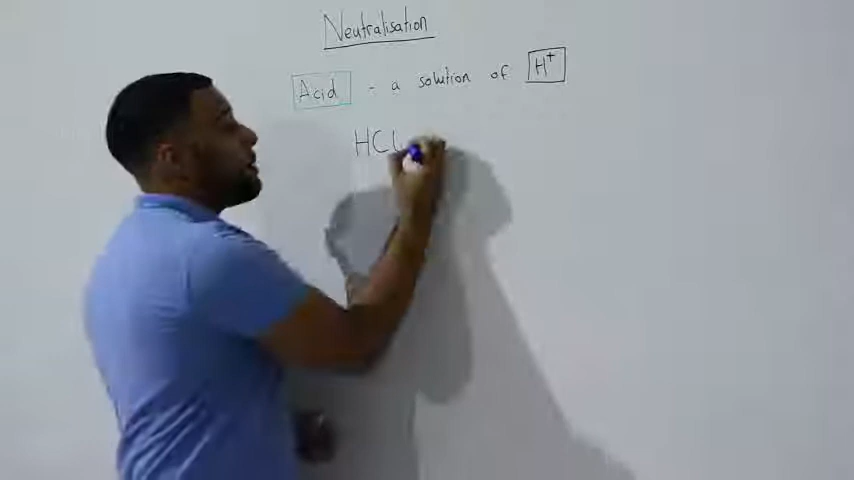 Neutralisation
Acid - a solution of H⁺
HCl